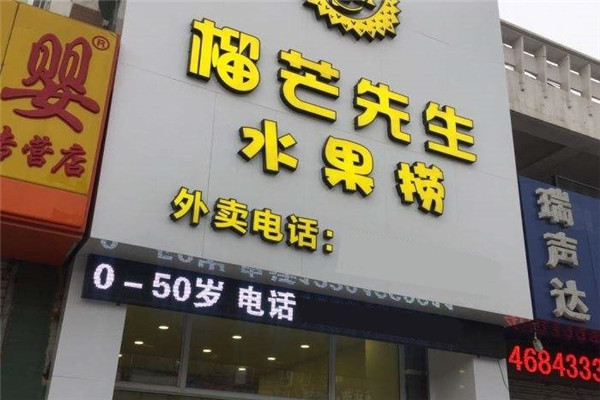 榴芒先生
水果捞
外卖电话：
0-50岁 电话
婴®
专营店
瑞声达
4684333